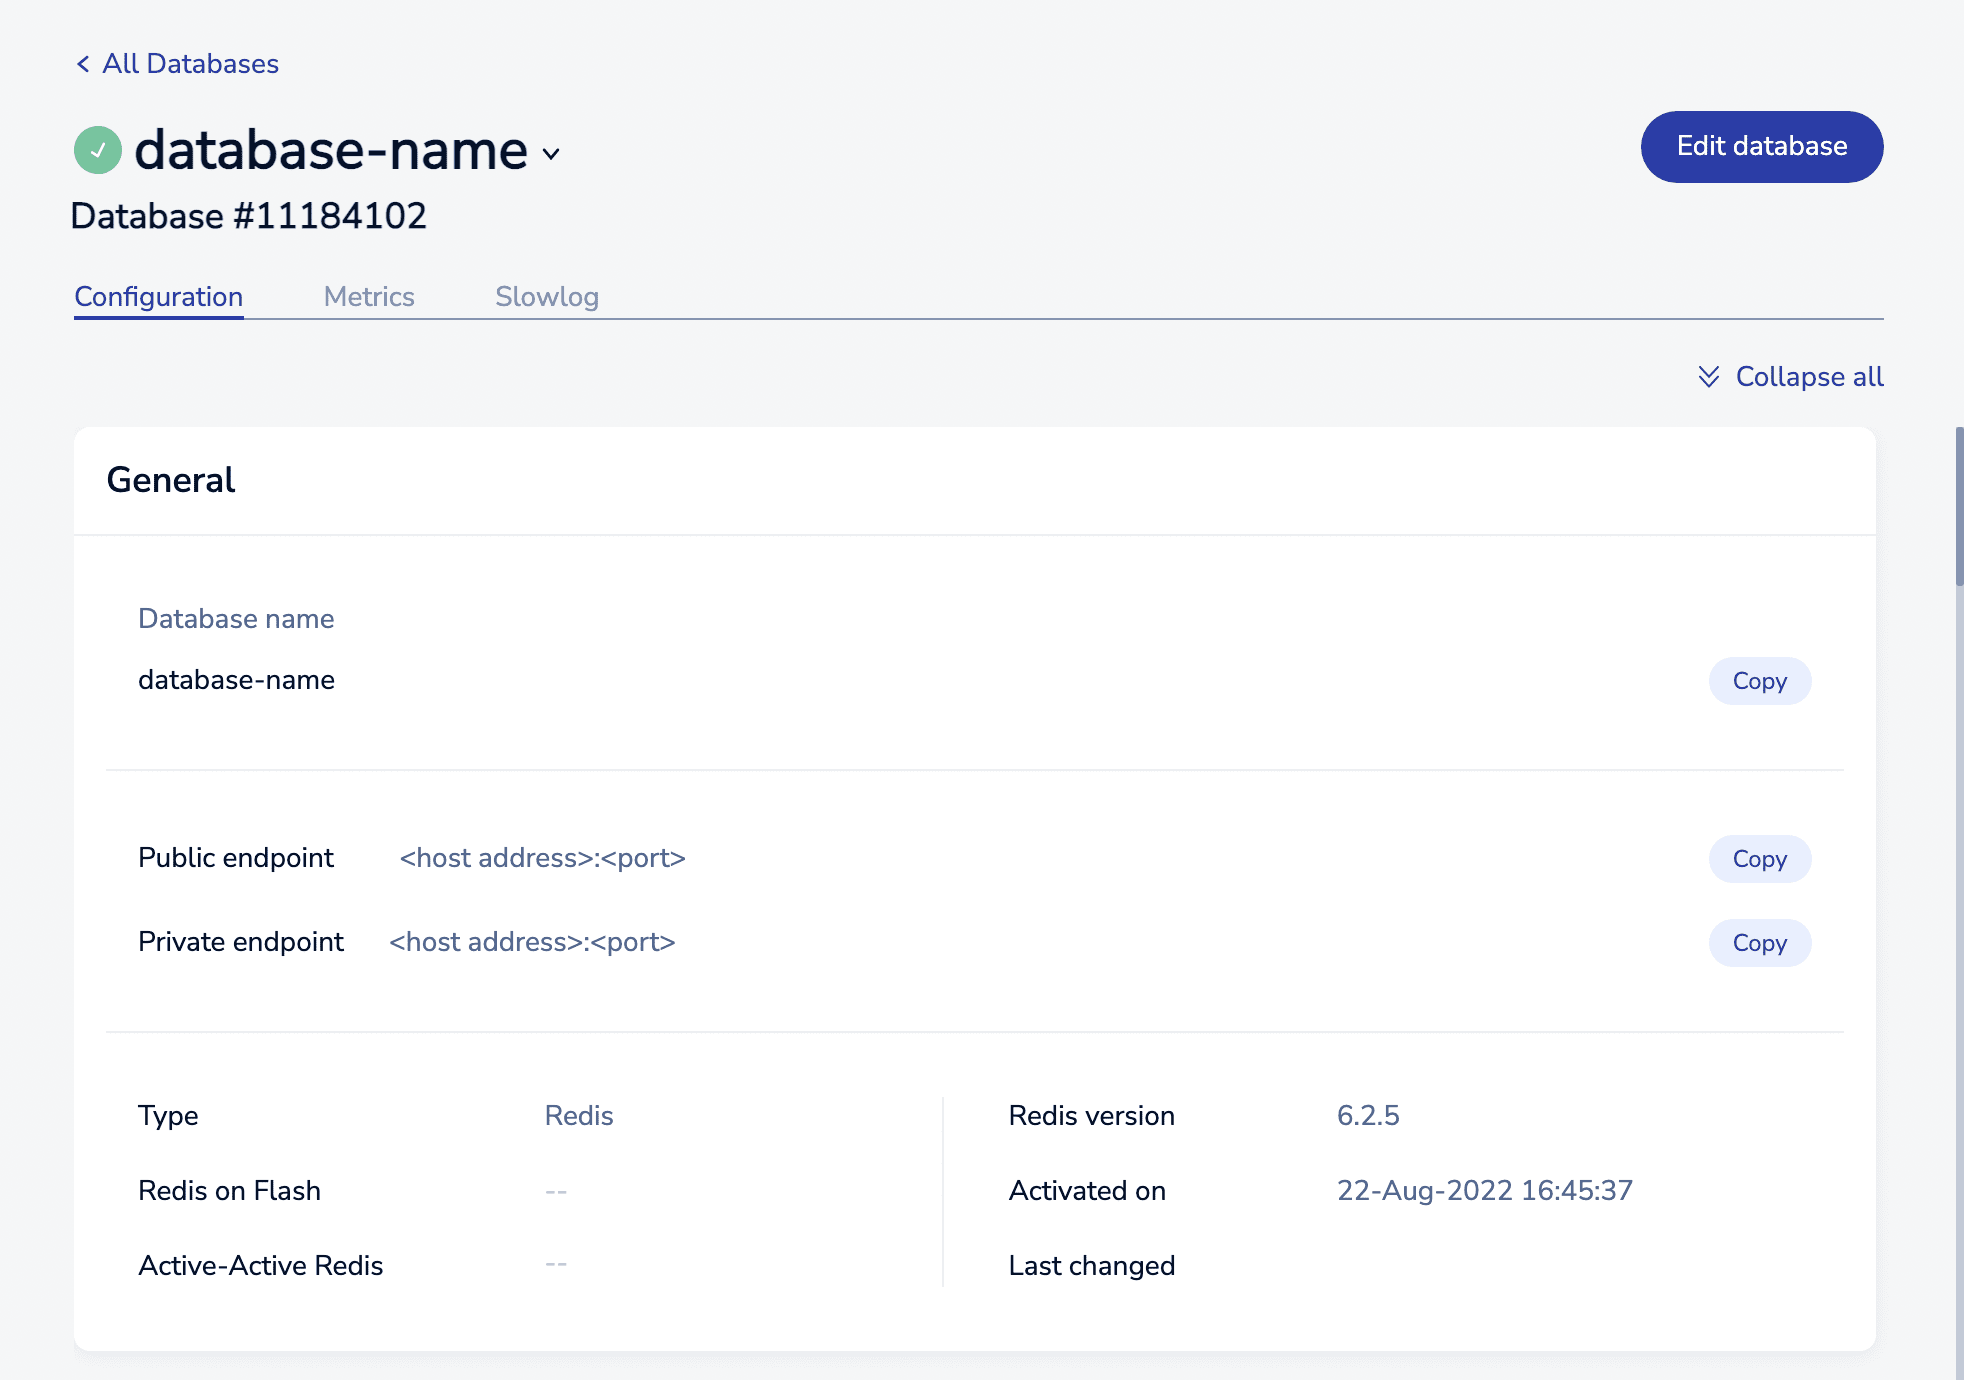 All Databases
database-name
Edit database
Database #11184102
Configuration Metrics Slowlog
Collapse all
General
Database name
database-name Copy
Public endpoint <host address>:<port> Copy
Private endpoint <host address>:<port> Copy
Type Redis Redis version 6.2.5
Redis on Flash -- Activated on 22-Aug-2022 16:45:37
Active-Active Redis -- Last changed